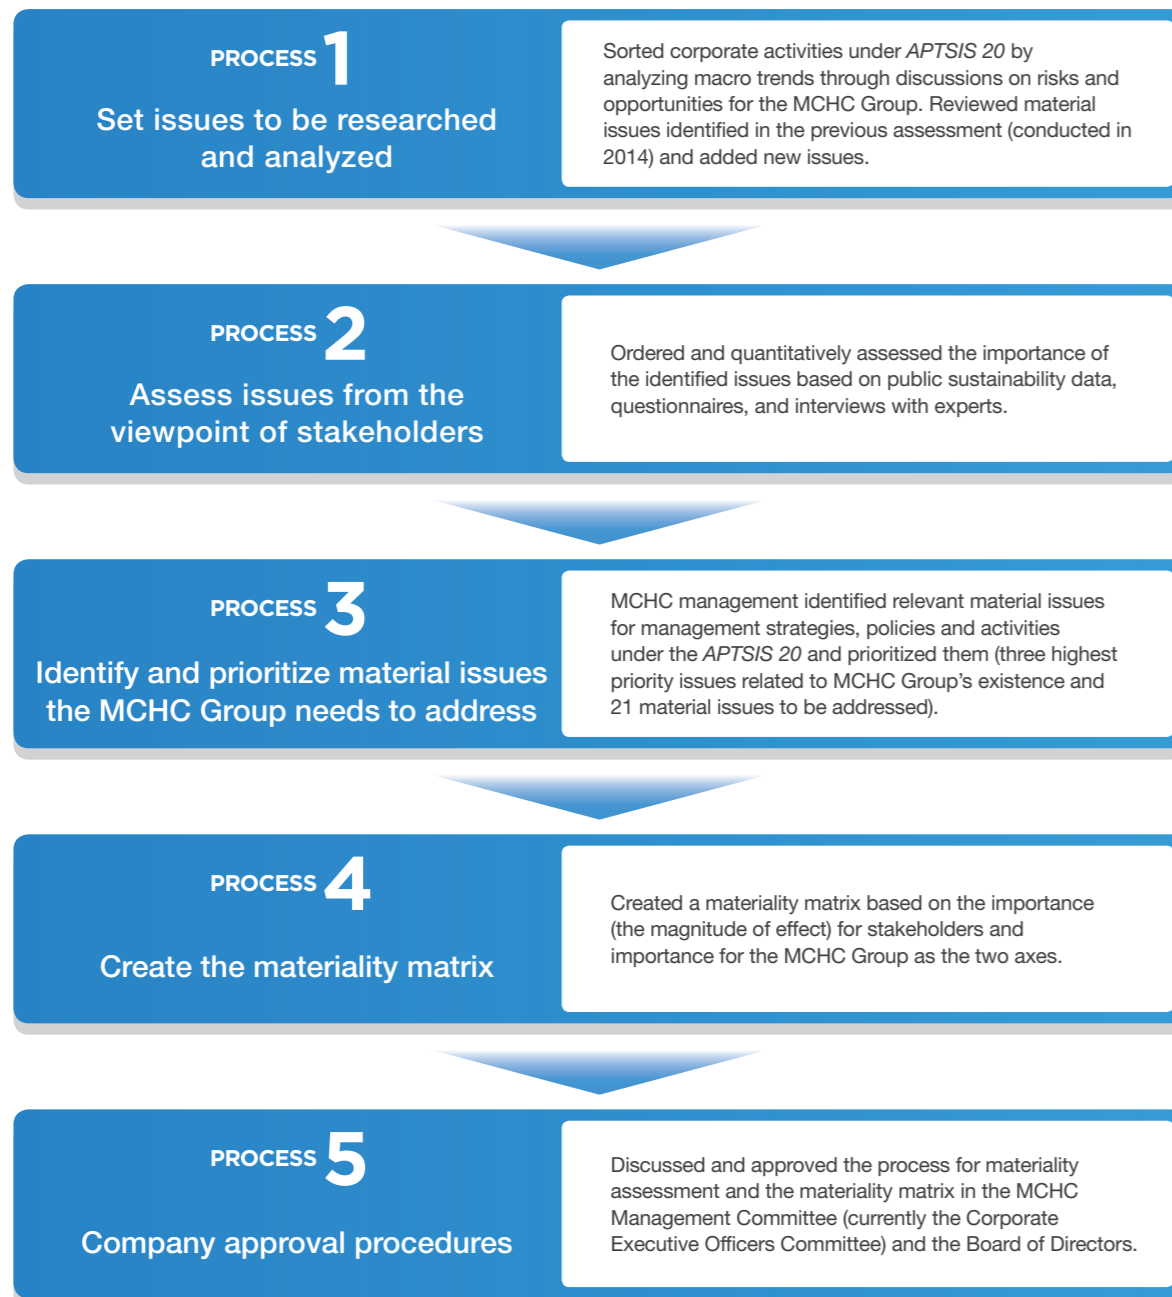 PROCESS 1
Set issues to be researched
and analyzed
Sorted corporate activities under APTSIS 20 by
analyzing macro trends through discussions on risks and
opportunities for the MCHC Group. Reviewed material
issues identified in the previous assessment (conducted in
2014) and added new issues.
PROCESS 2
Assess issues from the
viewpoint of stakeholders
Ordered and quantitatively assessed the importance of
the identified issues based on public sustainability data,
questionnaires, and interviews with experts.
PROCESS 3
Identify and prioritize material issues
the MCHC Group needs to address
MCHC management identified relevant material issues
for management strategies, policies and activities
under the APTSIS 20 and prioritized them (three highest
priority issues related to MCHC Group's existence and
21 material issues to be addressed).
PROCESS 4
Create the materiality matrix
Created a materiality matrix based on the importance
(the magnitude of effect) for stakeholders and
importance for the MCHC Group as the two axes.
PROCESS 5
Company approval procedures
Discussed and approved the process for materiality
assessment and the materiality matrix in the MCHC
Management Committee (currently the Corporate
Executive Officers Committee) and the Board of Directors.